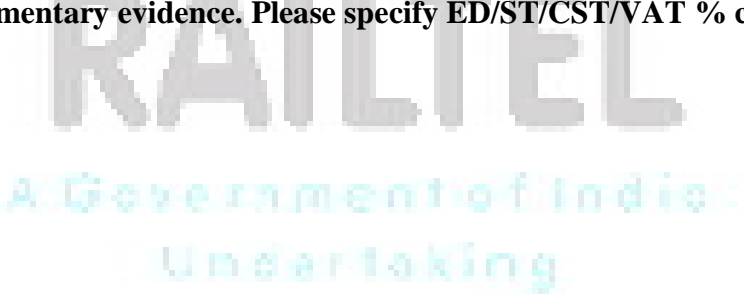 mentary evidence. Please specify ED/ST/CST/VAT %
RAILTEL
A Government of India
Undertaking